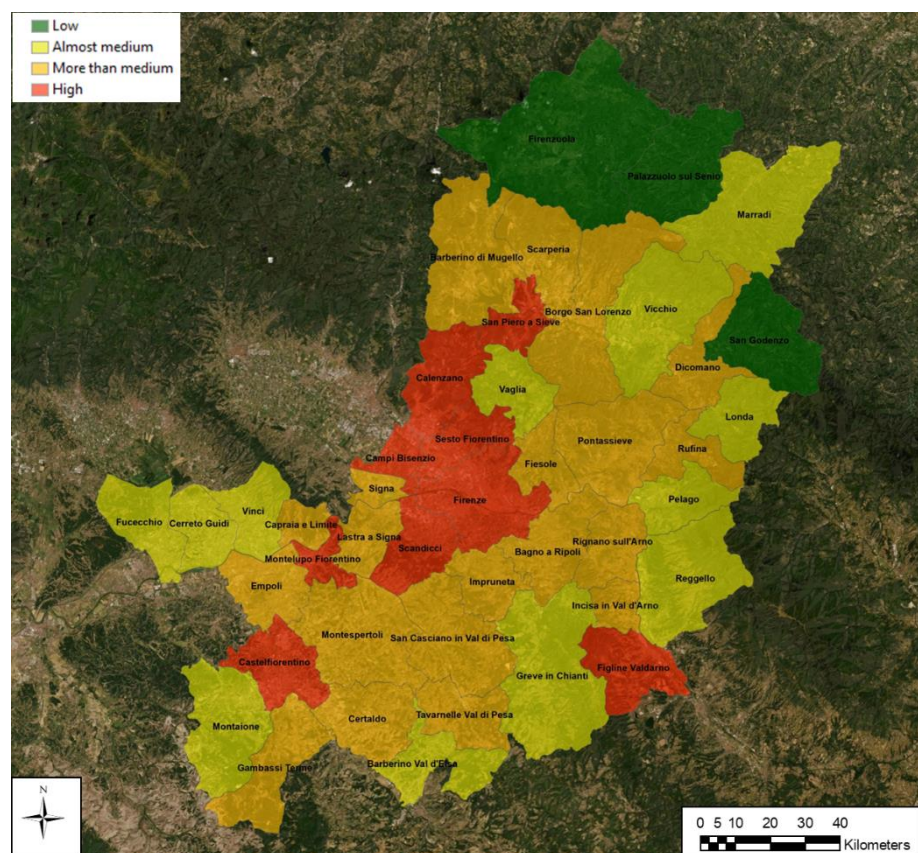 Low
Almost medium
More than medium
High
Firenzuola
Palazzuolo sul Senio
Marradi
Scarperia
Barberino di Mugello
Vicchio
Borgo San Lorenzo
San Piero a Sieve
San Godenzo
Dicomano
Calenzano
Vaglia
Londa
Sesto Fiorentino
Pontassieve
Rufina
Campi Bisenzio
Fiesole
Signa
Firenze
Pelago
Vinci
Fucecchio
Cerreto Guidi
Capraia e Limite
Lastra a Signa
Rignano sull'Arno
Scandicci
Bagno a Ripoli
Montelupo Fiorentino
Reggello
Empoli
Impruneta
Incisa in Val d'Arno
Montespertoli
San Casciano in Val di Pesa
Castelfiorentino
Figline Valdarno
Greve in Chianti
Tavarnelle Val di Pesa
Certaldo
Montaione
Barberino Val d'Elsa
Gambassi Terme
N
0 5 10 20 30 40
Kilometers